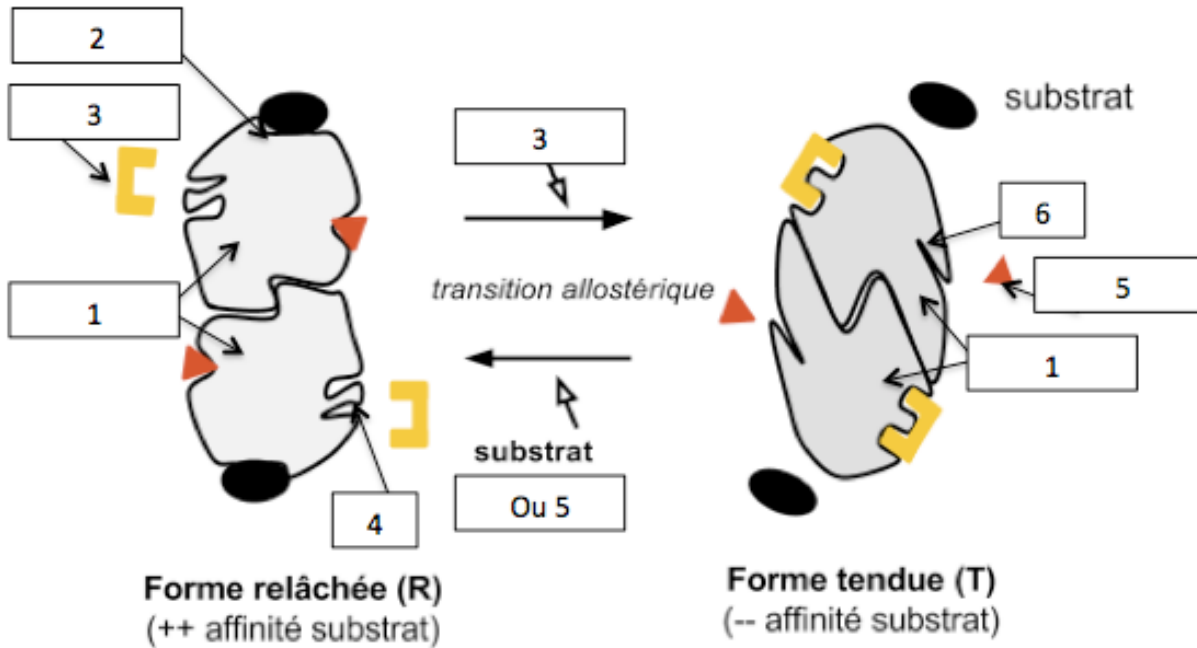 2
substrat
3
3
6
transition allostérique
5
1
1
substrat
Ou 5
4
Forme relâchée (R)
(++ affinité substrat)
Forme tendue (T)
(-- affinité substrat)